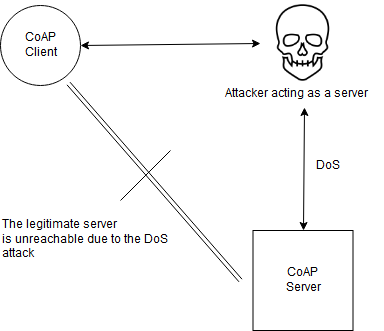 CoAP
Client
Attacker acting as a server
DoS
The legitimate server
is unreachable due to the DoS
attack
CoAP
Server